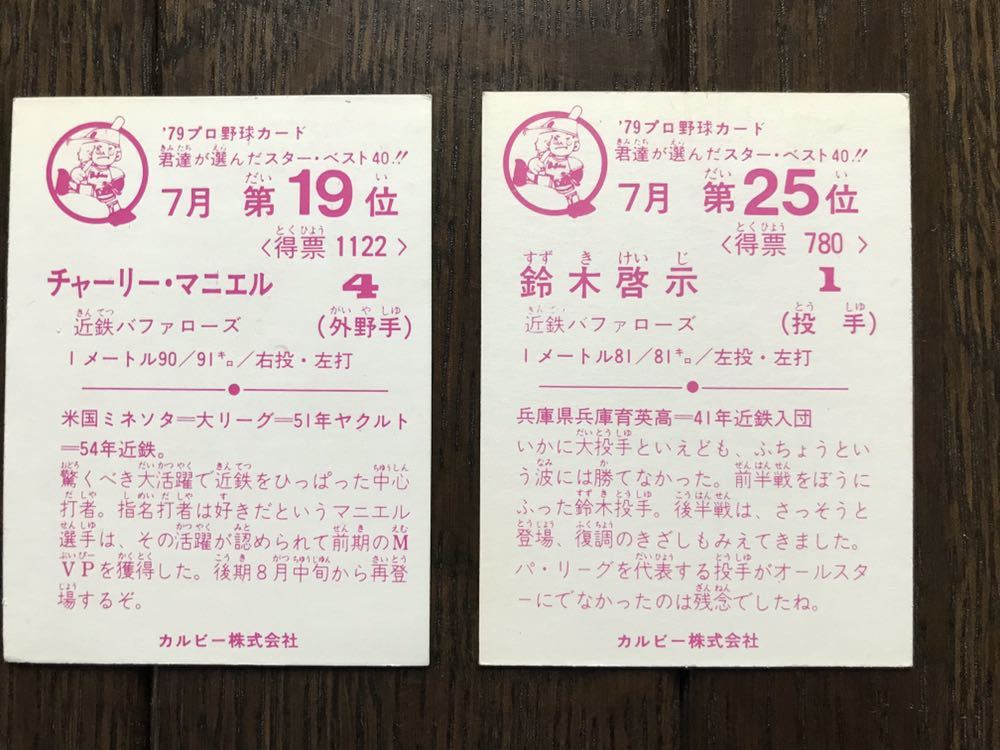 '79プロ野球カード
君達が選んだスター・ベスト40.!!
7月 第19位
〈得票 1122〉
チャーリー・マニエル 4
近鉄バファローズ (外野手)
1メートル90/91キロ/右投・左打
米国ミネソタ=大リーグ=51年ヤクルト
=54年近鉄。
驚くべき大活躍で近鉄をひっぱった中心
打者。指名打者は好きだというマニエル
選手は、その活躍が認められて前期のM
VPを獲得した。後期8月中旬から再登
場するぞ。
カルビー株式会社
'79プロ野球カード
君達が選んだスター・ベスト40.!!
7月 第25位
〈得票 780〉
鈴木啓示 1
近鉄バファローズ (投手)
1メートル81/81キロ/左投・左打
兵庫県兵庫育英高=41年近鉄入団
いかに大投手といえども、ふちょうとい
う波には勝てなかった。前半戦をぼうに
ふった鈴木投手。後半戦は、さっそうと
登場、復調のきざしもみえてきました。
パ・リーグを代表する投手がオールスタ
ーにでなかったのは残念でしたね。
カルビー株式会社